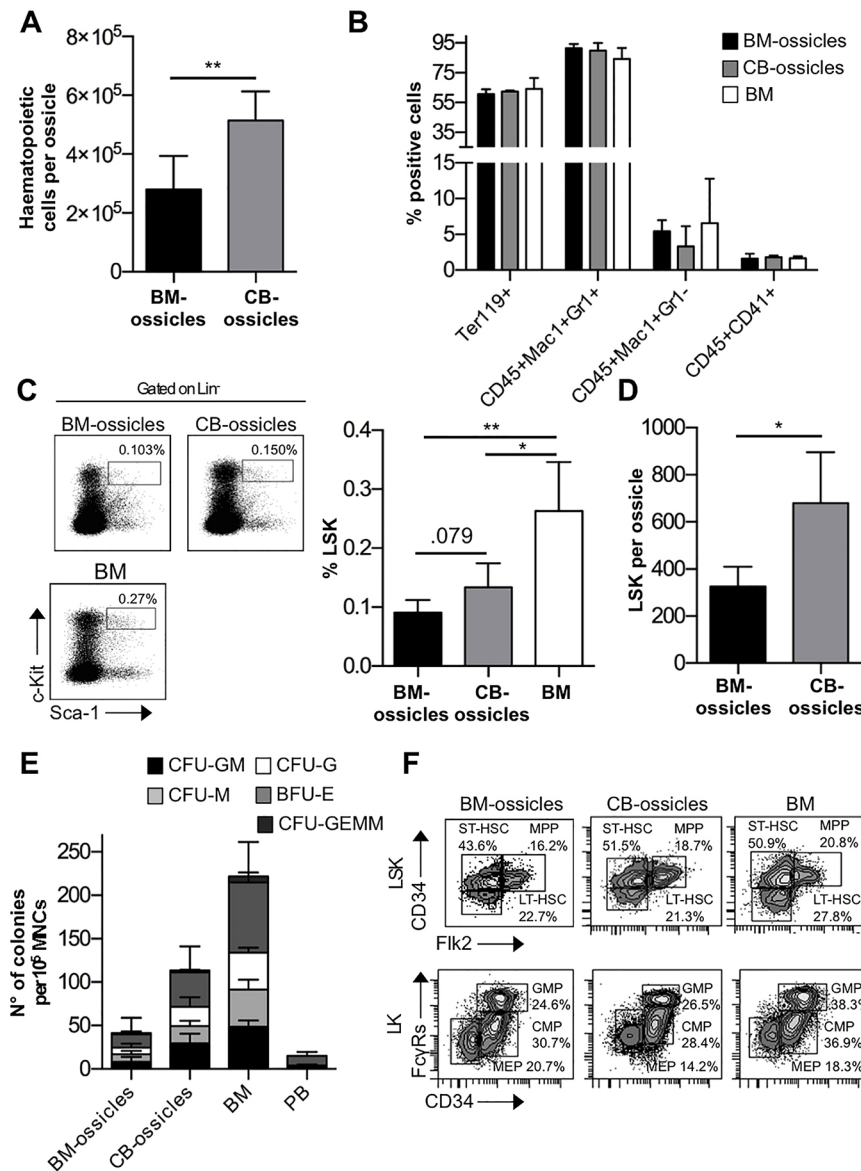 A
Haematopoietic
cells per ossicle
8×10⁵
6×10⁵
4×10⁵
2×10⁵
0
**
BM-
ossicles
CB-
ossicles
B
% positive cells
95
75
55
35
15
10
5
0
BM-ossicles
CB-ossicles
BM
Ter119+
CD45+Mac1+Gr1+
CD45+Mac1+Gr1-
CD45+CD41+
C
Gated on Lin-
BM-ossicles
0.103%
CB-ossicles
0.150%
BM
0.27%
c-Kit
Sca-1
% LSK
0.4
0.3
0.2
0.1
0.0
**
*
.079
BM-
ossicles
CB-
ossicles
BM
D
LSK per ossicle
1000
800
600
400
200
0
*
BM-
ossicles
CB-
ossicles
E
CFU-GM
CFU-G
CFU-M
BFU-E
CFU-GEMM
N° of colonies
per10⁵ MNCs
250
200
150
100
50
0
BM-ossicles
CB-ossicles
BM
PB
F
BM-ossicles
CB-ossicles
BM
LSK
CD34
Flk2
ST-HSC
43.6%
MPP
16.2%
LT-HSC
22.7%
ST-HSC
51.5%
MPP
18.7%
LT-HSC
21.3%
ST-HSC
50.9%
MPP
20.8%
LT-HSC
27.8%
LK
FcγRs
CD34
GMP
24.6%
CMP
30.7%
MEP 20.7%
GMP
26.5%
CMP
28.4%
MEP 14.2%
GMP
38.3%
CMP
36.9%
MEP 18.3%